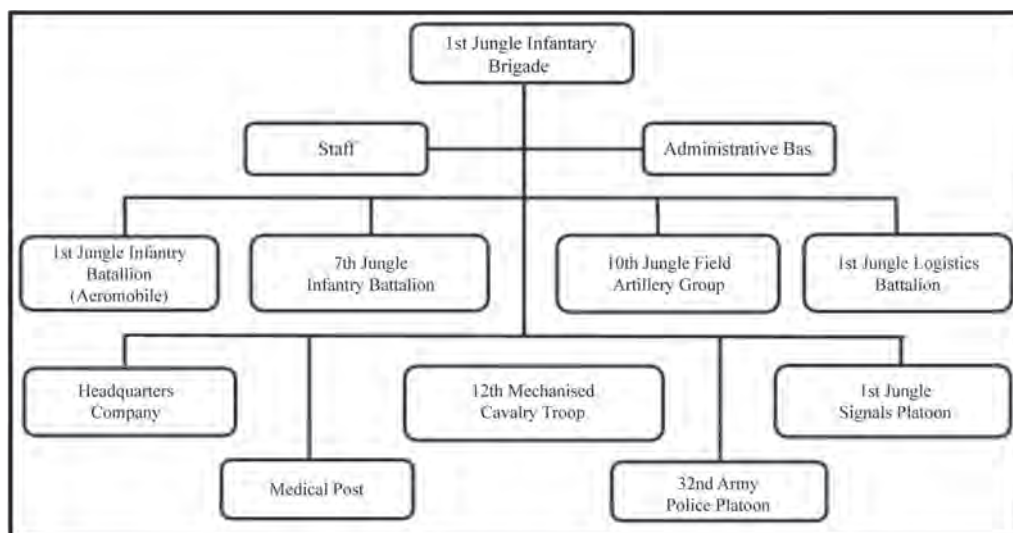 1st Jungle Infantary
Brigade
Staff
Administrative Bas.
1st Jungle Infantry
Batallion
(Aeromobile)
7th Jungle
Infantry Battalion
10th Jungle Field
Artillery Group
1st Jungle Logistics
Battalion
Headquarters
Company
12th Mechanised
Cavalry Troop
1st Jungle
Signals Platoon
Medical Post
32nd Army
Police Platoon